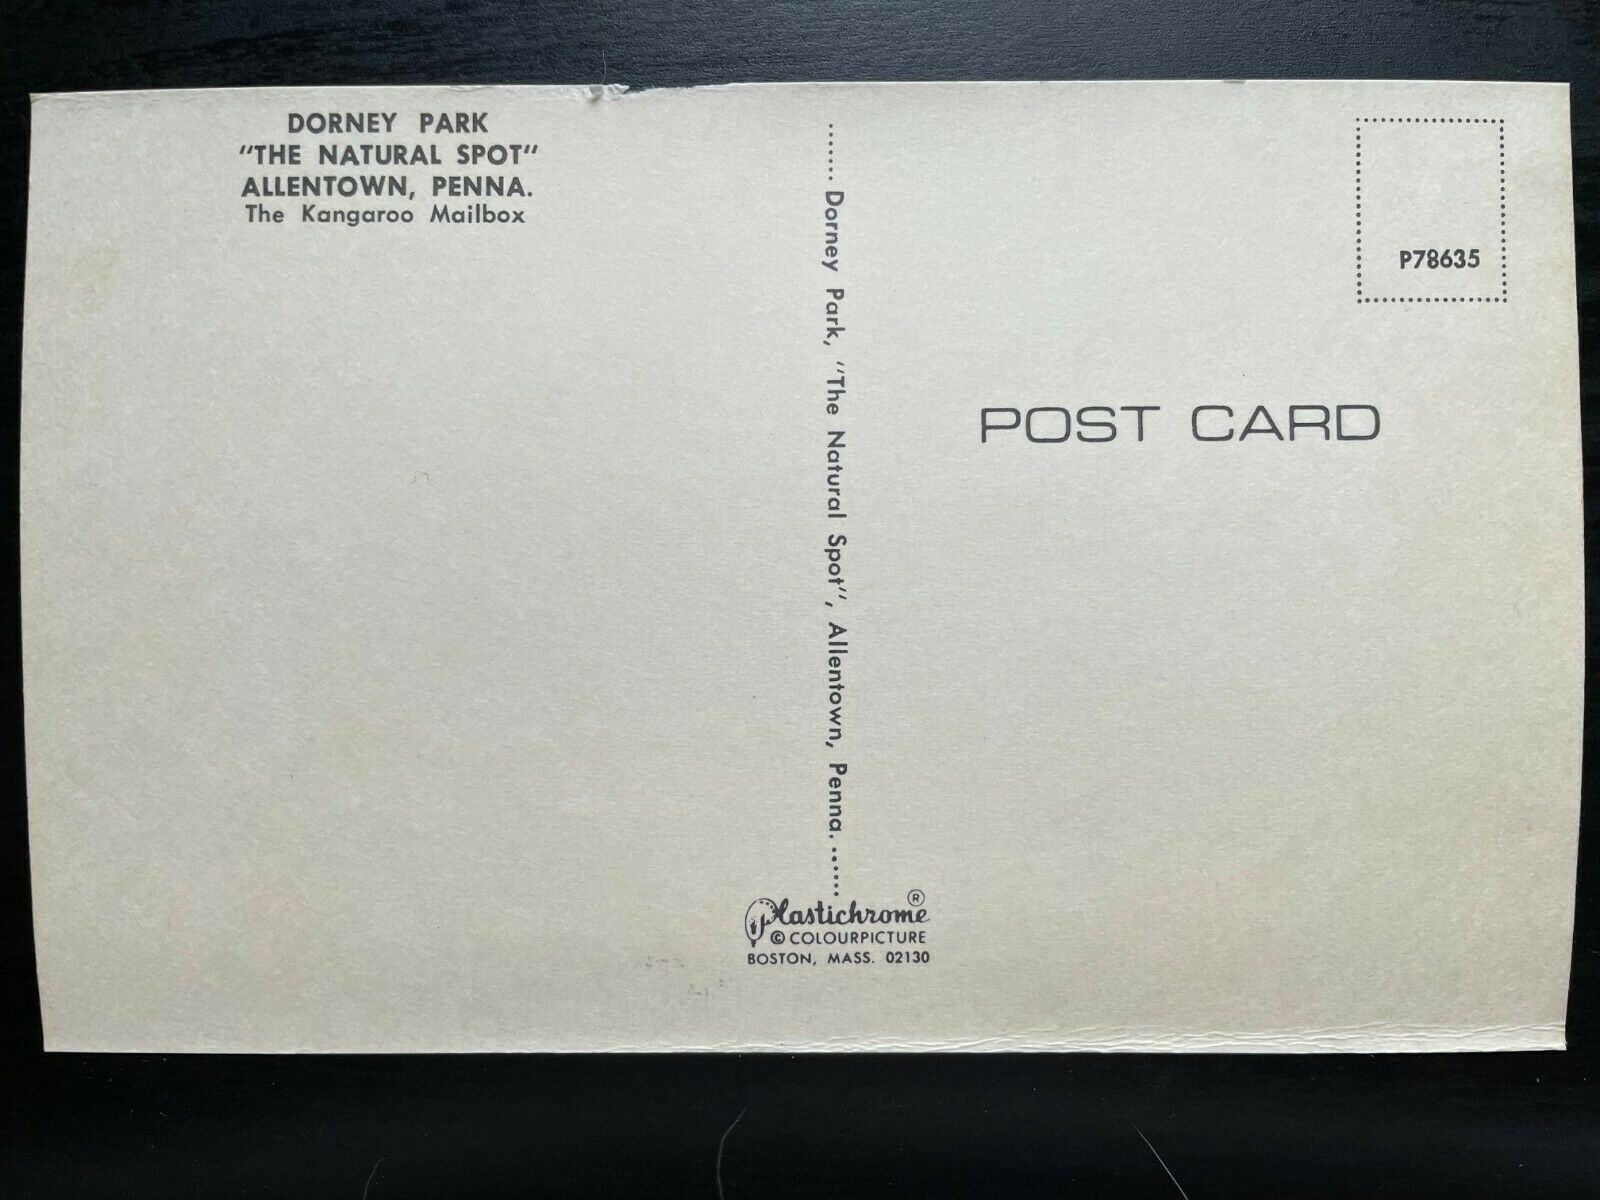 DORNEY PARK
"THE NATURAL SPOT"
ALLENTOWN, PENNA.
The Kangaroo Mailbox
Dorney Park, "The Natural Spot", Allentown, Penna.
P78635
POST CARD
Plastichrome ®
© COLOURPICTURE
BOSTON, MASS. 02130